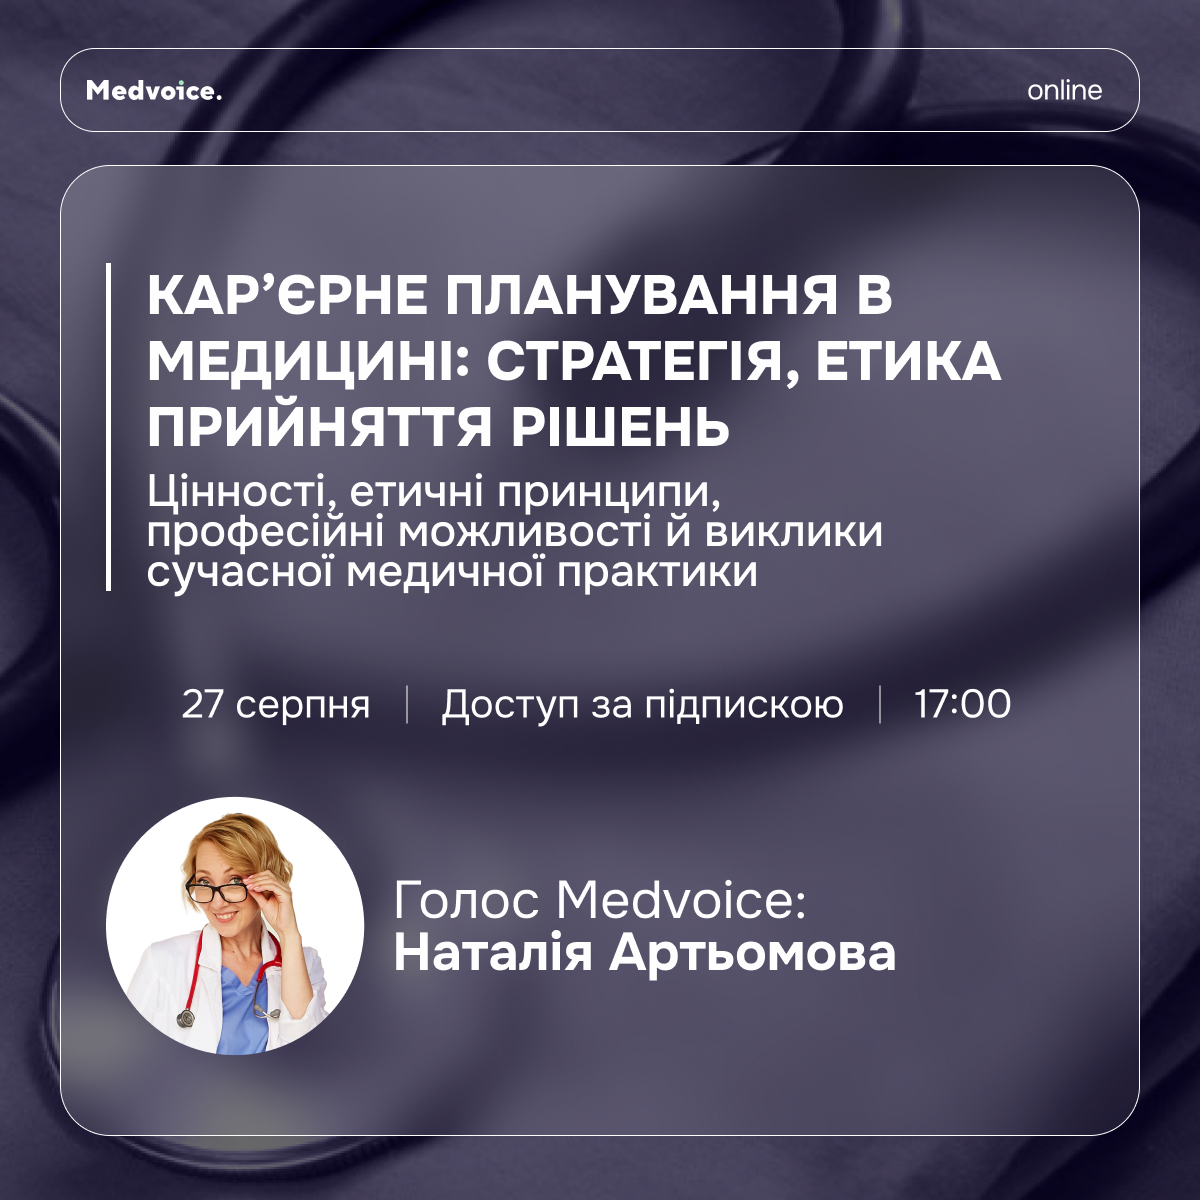 Medvoice.
online
КАР’ЄРНЕ ПЛАНУВАННЯ В
МЕДИЦИНІ: СТРАТЕГІЯ, ЕТИКА
ПРИЙНЯТТЯ РІШЕНЬ
Цінності, етичні принципи,
професійні можливості й виклики
сучасної медичної практики
27 серпня | Доступ за підпискою | 17:00
Голос Medvoice:
Наталія Артьомова